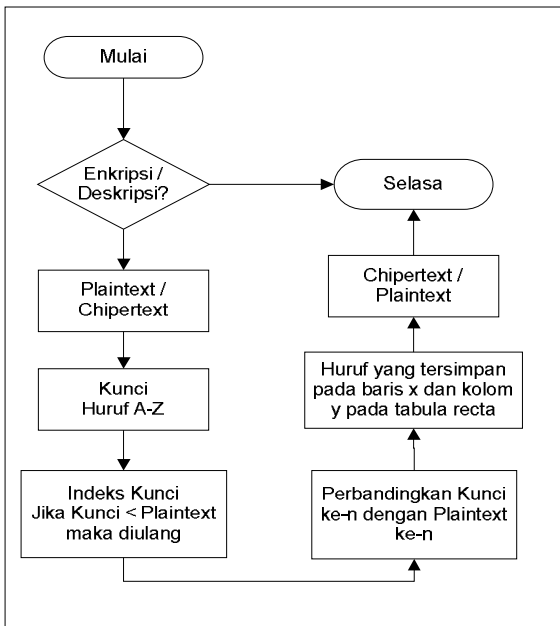 Mulai
Enkripsi /
Deskripsi?
Plaintext /
Chipertext
Kunci
Huruf A-Z
Indeks Kunci
Jika Kunci < Plaintext
maka diulang
Perbandingkan Kunci
ke-n dengan Plaintext
ke-n
Huruf yang tersimpan
pada baris x dan kolom
y pada tabula recta
Chipertext /
Plaintext
Selasa